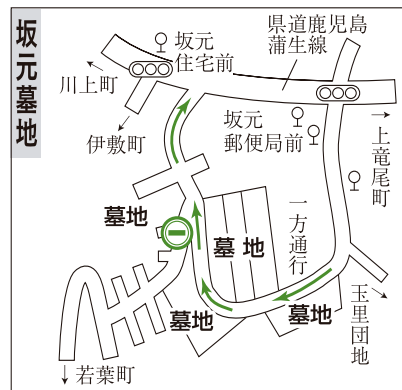 坂元墓地
坂元
住宅前
県道鹿児島
蒲生線
川上町
伊敷町
坂元
郵便局前
上竜尾町
墓地
墓地
一方通行
墓地
墓地
玉里団地
若葉町